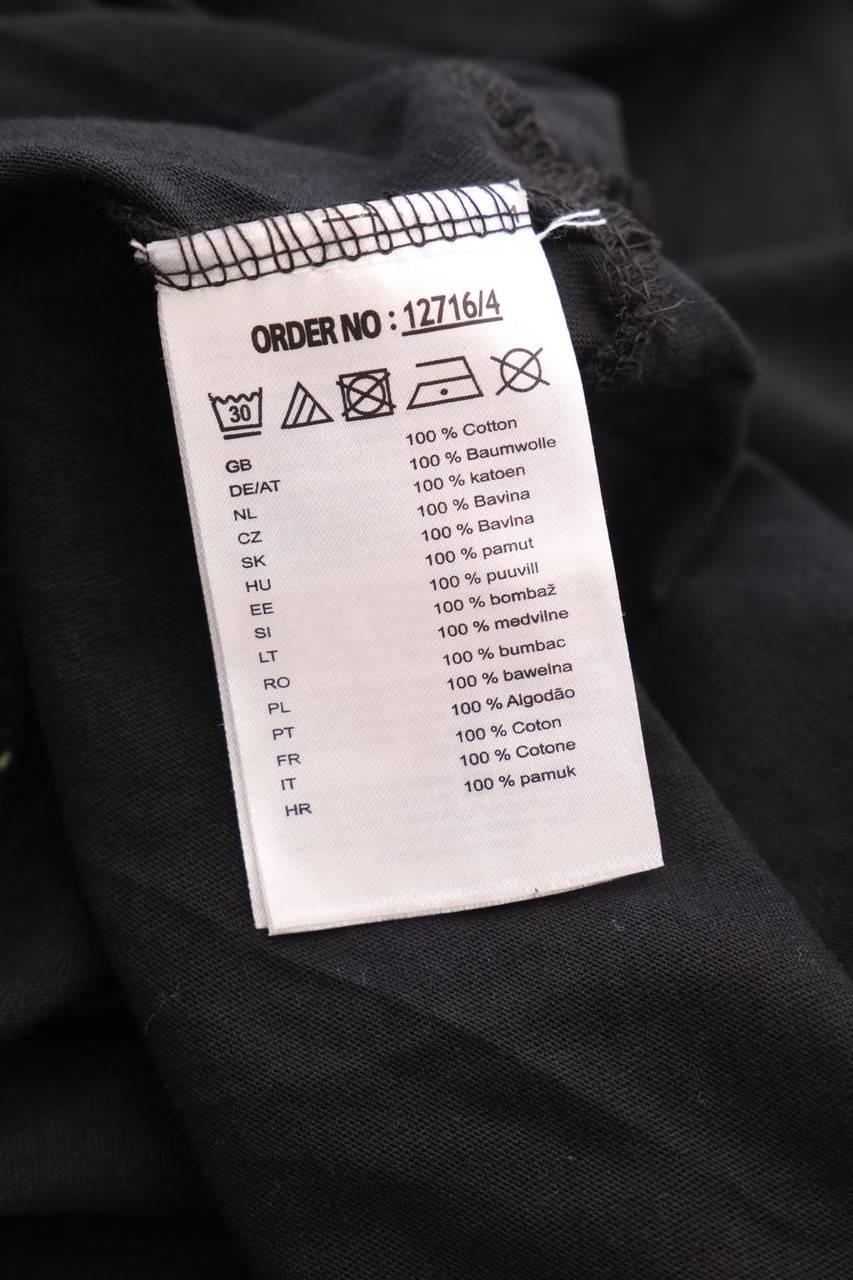 ORDER NO : 12716/4
30
GB 100 % Cotton
DE/AT 100 % Baumwolle
NL 100 % katoen
CZ 100 % Bavina
SK 100 % Bavlna
HU 100 % pamut
EE 100 % puuvill
SI 100 % bombaž
LT 100 % medvilne
RO 100 % bumbac
PL 100 % bawelna
PT 100 % Algodão
FR 100 % Coton
IT 100 % Cotone
HR 100 % pamuk